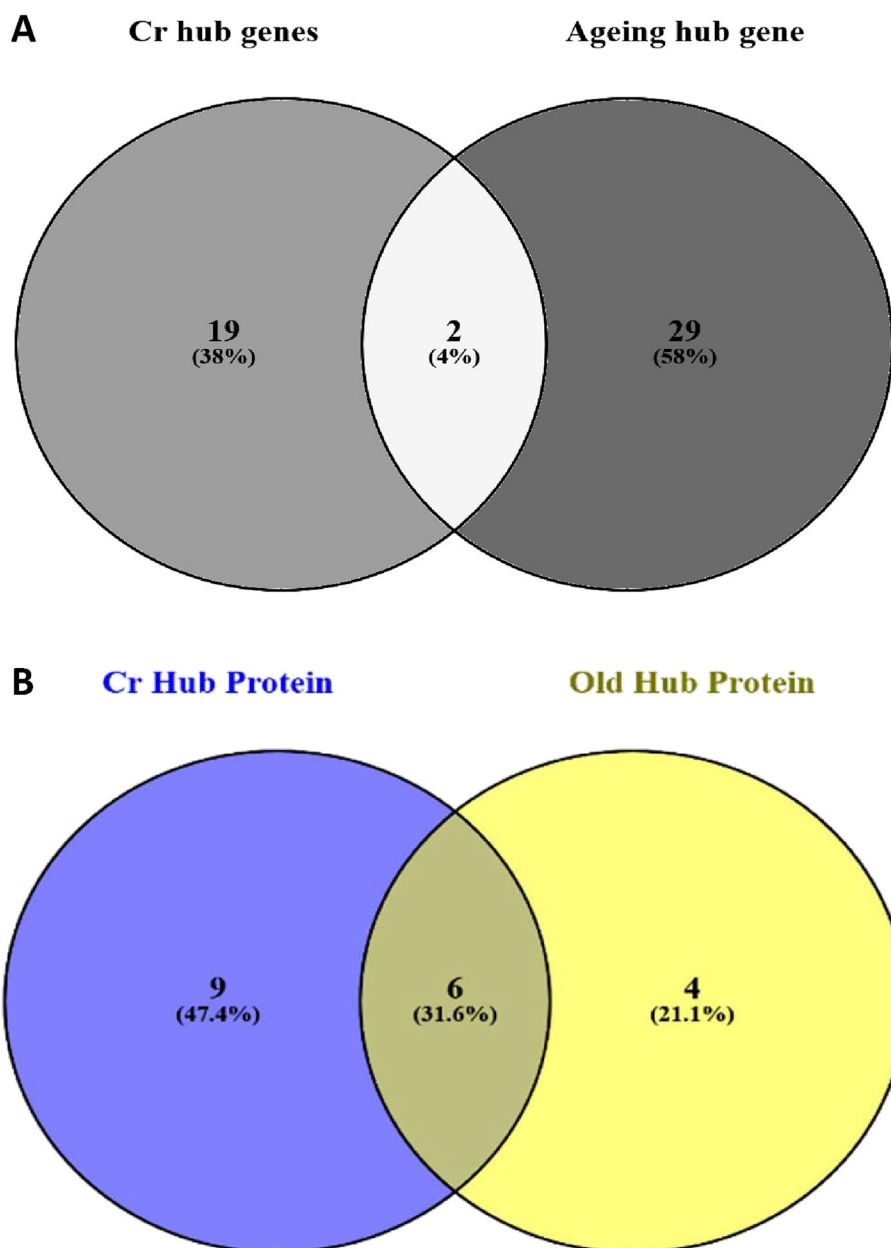 A
Cr hub genes
Ageing hub gene
19
(38%)
2
(4%)
29
(58%)
B
Cr Hub Protein
Old Hub Protein
9
(47.4%)
6
(31.6%)
4
(21.1%)